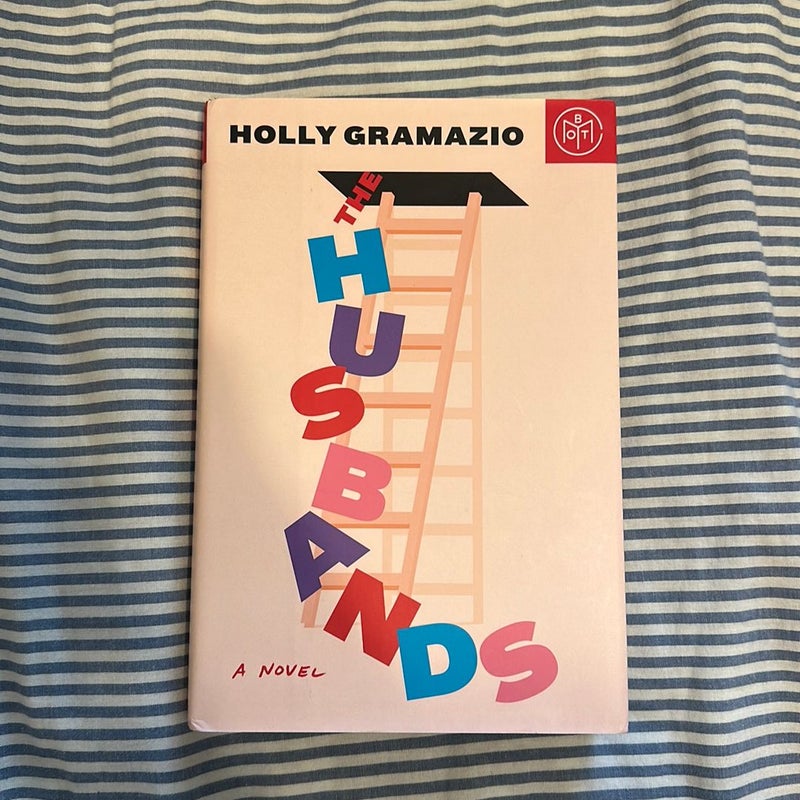 HOLLY GRAMAZIO
BOTM
THE
HUSBANDS
A NOVEL